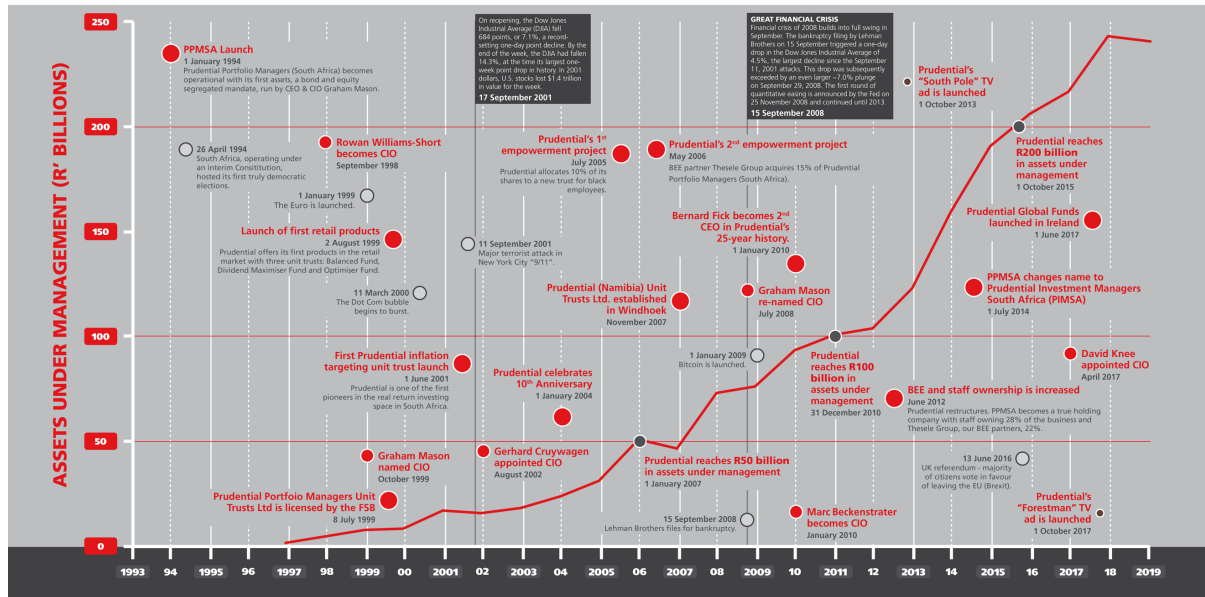 ASSETS UNDER MANAGEMENT (R' BILLIONS)
250
200
150
100
50
0
PPMSA Launch
1 January 1994
Prudential Portfolio Managers (South Africa) becomes
operational with its first assets, a bond and equity
segregated mandate, run by CEO & CIO Graham Mason.
26 April 1994
South Africa, operating under
an interim Constitution,
hosted its first truly democratic
elections.
Rowan Williams-Short
becomes CIO
September 1998
1 January 1999
The Euro is launched.
Launch of first retail products
2 August 1999
Prudential offers its first products in the retail
market with three unit trusts: Balanced Fund,
Dividend Maximiser Fund and Optimiser Fund.
11 March 2000
The Dot Com bubble
begins to burst.
First Prudential inflation
targeting unit trust launch
1 June 2001
Prudential is one of the first
pioneers in the real return investing
space in South Africa.
Graham Mason
named CIO
October 1999
Prudential Portfoio Managers Unit
Trusts Ltd is licensed by the FSB
8 July 1999
On reopening, the Dow Jones
Industrial Average (DJIA) fell
684 points, or 7.1%, a record-
setting one-day point decline. By the
end of the week, the DJIA had fallen
14.3%, at the time its largest one-
week point drop in history. In 2001
dollars, U.S. stocks lost $1.4 trillion
in value for the week.
17 September 2001
11 September 2001
Major terrorist attack in
New York City "9/11".
Prudential celebrates
10th Anniversary
1 January 2004
Gerhard Cruywagen
appointed CIO
August 2002
Prudential's 1st
empowerment project
July 2005
Prudential allocates 10% of its
shares to a new trust for black
employees.
Prudential's 2nd empowerment project
May 2006
BEE partner Thesele Group acquires 15% of Prudential
Portfolio Managers (South Africa).
Prudential (Namibia) Unit
Trusts Ltd. established
in Windhoek
November 2007
Prudential reaches R50 billion
in assets under management
1 January 2007
GREAT FINANCIAL CRISIS
Financial crisis of 2008 builds into full swing in
September. The bankruptcy filing by Lehman
Brothers on 15 September triggered a one-day
drop in the Dow Jones Industrial Average of
4.5%, the largest decline since the September
11, 2001 attacks. This drop was subsequently
exceeded by an even larger –7.0% plunge
on September 29, 2008. The first round of
quantitative easing is announced by the Fed on
25 November 2008 and continued until 2013.
15 September 2008
Bernard Fick becomes 2nd
CEO in Prudential's
25-year history.
1 January 2010
Graham Mason
re-named CIO
July 2008
1 January 2009
Bitcoin is launched.
15 September 2008
Lehman Brothers files for bankruptcy.
Prudential
reaches R100
billion in
assets under
management
31 December 2010
Marc Beckenstrater
becomes CIO
January 2010
Prudential's
"South Pole" TV
ad is launched
1 October 2013
Prudential reaches
R200 billion
in assets under
management
1 October 2015
Prudential Global Funds
launched in Ireland
1 June 2017
PPMSA changes name to
Prudential Investment Managers
South Africa (PIMSA)
1 July 2014
David Knee
appointed CIO
April 2017
BEE and staff ownership is increased
June 2012
Prudential restructures. PPMSA becomes a true holding
company with staff owning 28% of the business and
Thesele Group, our BEE partners, 22%.
13 June 2016
UK referendum - majority
of citizens vote in favour
of leaving the EU (Brexit).
Prudential's
"Forestman" TV
ad is launched
1 October 2017
1993 94 1995 96 1997 98 1999 00 2001 02 2003 04 2005 06 2007 08 2009 10 2011 12 2013 14 2015 16 2017 18 2019